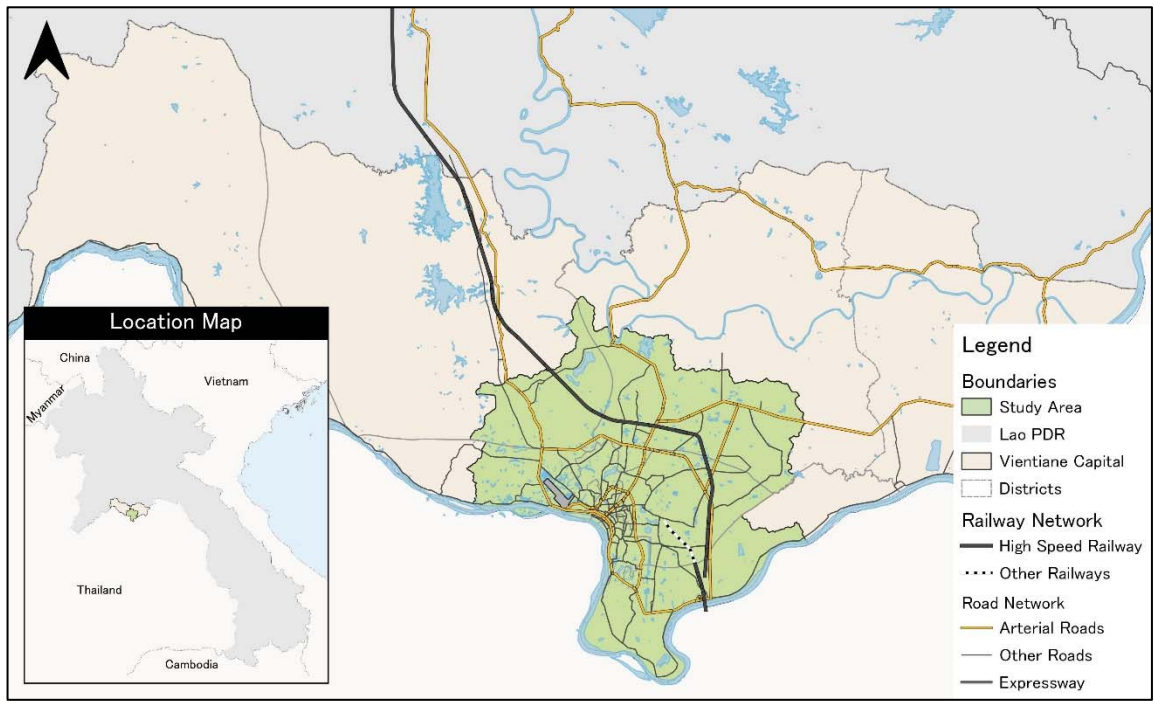 Location Map
China
Vietnam
Myanmar
Thailand
Cambodia
Legend
Boundaries
Study Area
Lao PDR
Vientiane Capital
Districts
Railway Network
High Speed Railway
Other Railways
Road Network
Arterial Roads
Other Roads
Expressway